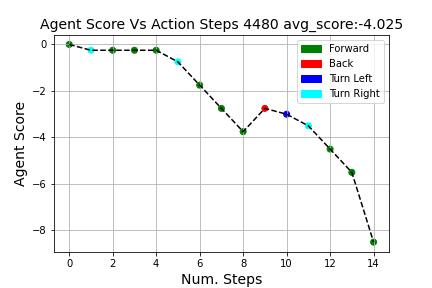 Agent Score Vs Action Steps 4480 avg_score:-4.025
Agent Score
0
−2
−4
−6
−8
Forward
Back
Turn Left
Turn Right
0 2 4 6 8 10 12 14
Num. Steps